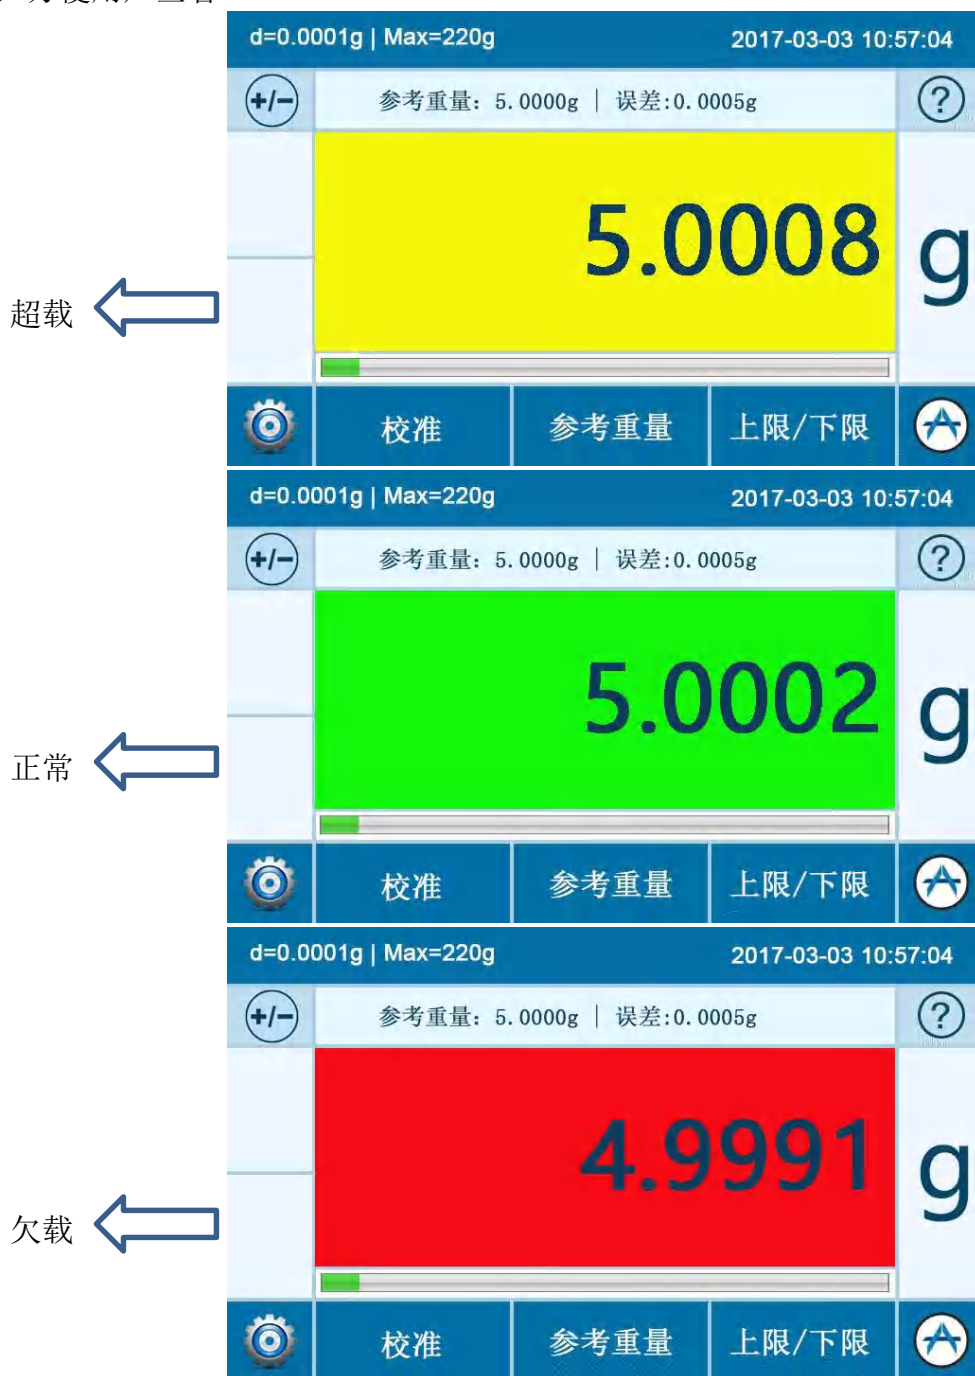 d=0.0001g | Max=220g 2017-03-03 10:57:04
+/- 参考重量: 5.0000g | 误差:0.0005g ?
5.0008 g
超载
校准 参考重量 上限/下限
d=0.0001g | Max=220g 2017-03-03 10:57:04
+/- 参考重量: 5.0000g | 误差:0.0005g ?
5.0002 g
正常
校准 参考重量 上限/下限
d=0.0001g | Max=220g 2017-03-03 10:57:04
+/- 参考重量: 5.0000g | 误差:0.0005g ?
4.9991 g
欠载
校准 参考重量 上限/下限